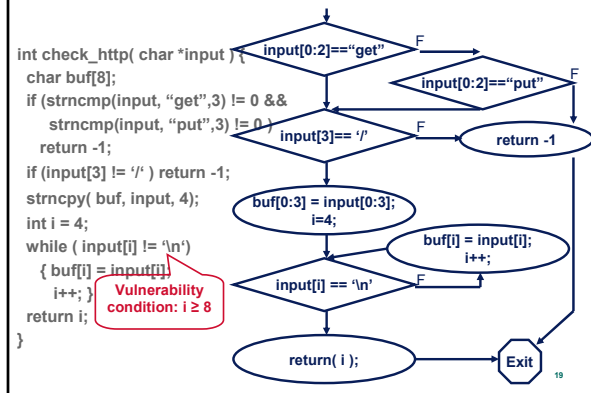 int check_http( char *input ) {
char buf[8];
if (strncmp(input, “get”,3) != 0 &&
strncmp(input, “put”,3) != 0 )
return -1;
if (input[3] != ‘/‘ ) return -1;
strncpy( buf, input, 4);
int i = 4;
while ( input[i] != ‘\n‘)
{ buf[i] = input[i];
i++; }
return i;
}
Vulnerability
condition: i ≥ 8
input[0:2]==“get”
F
input[0:2]==“put”
F
input[3]== ‘/’
F
return -1
buf[0:3] = input[0:3];
i=4;
buf[i] = input[i];
i++;
input[i] == ‘\n’
F
return( i );
Exit
19